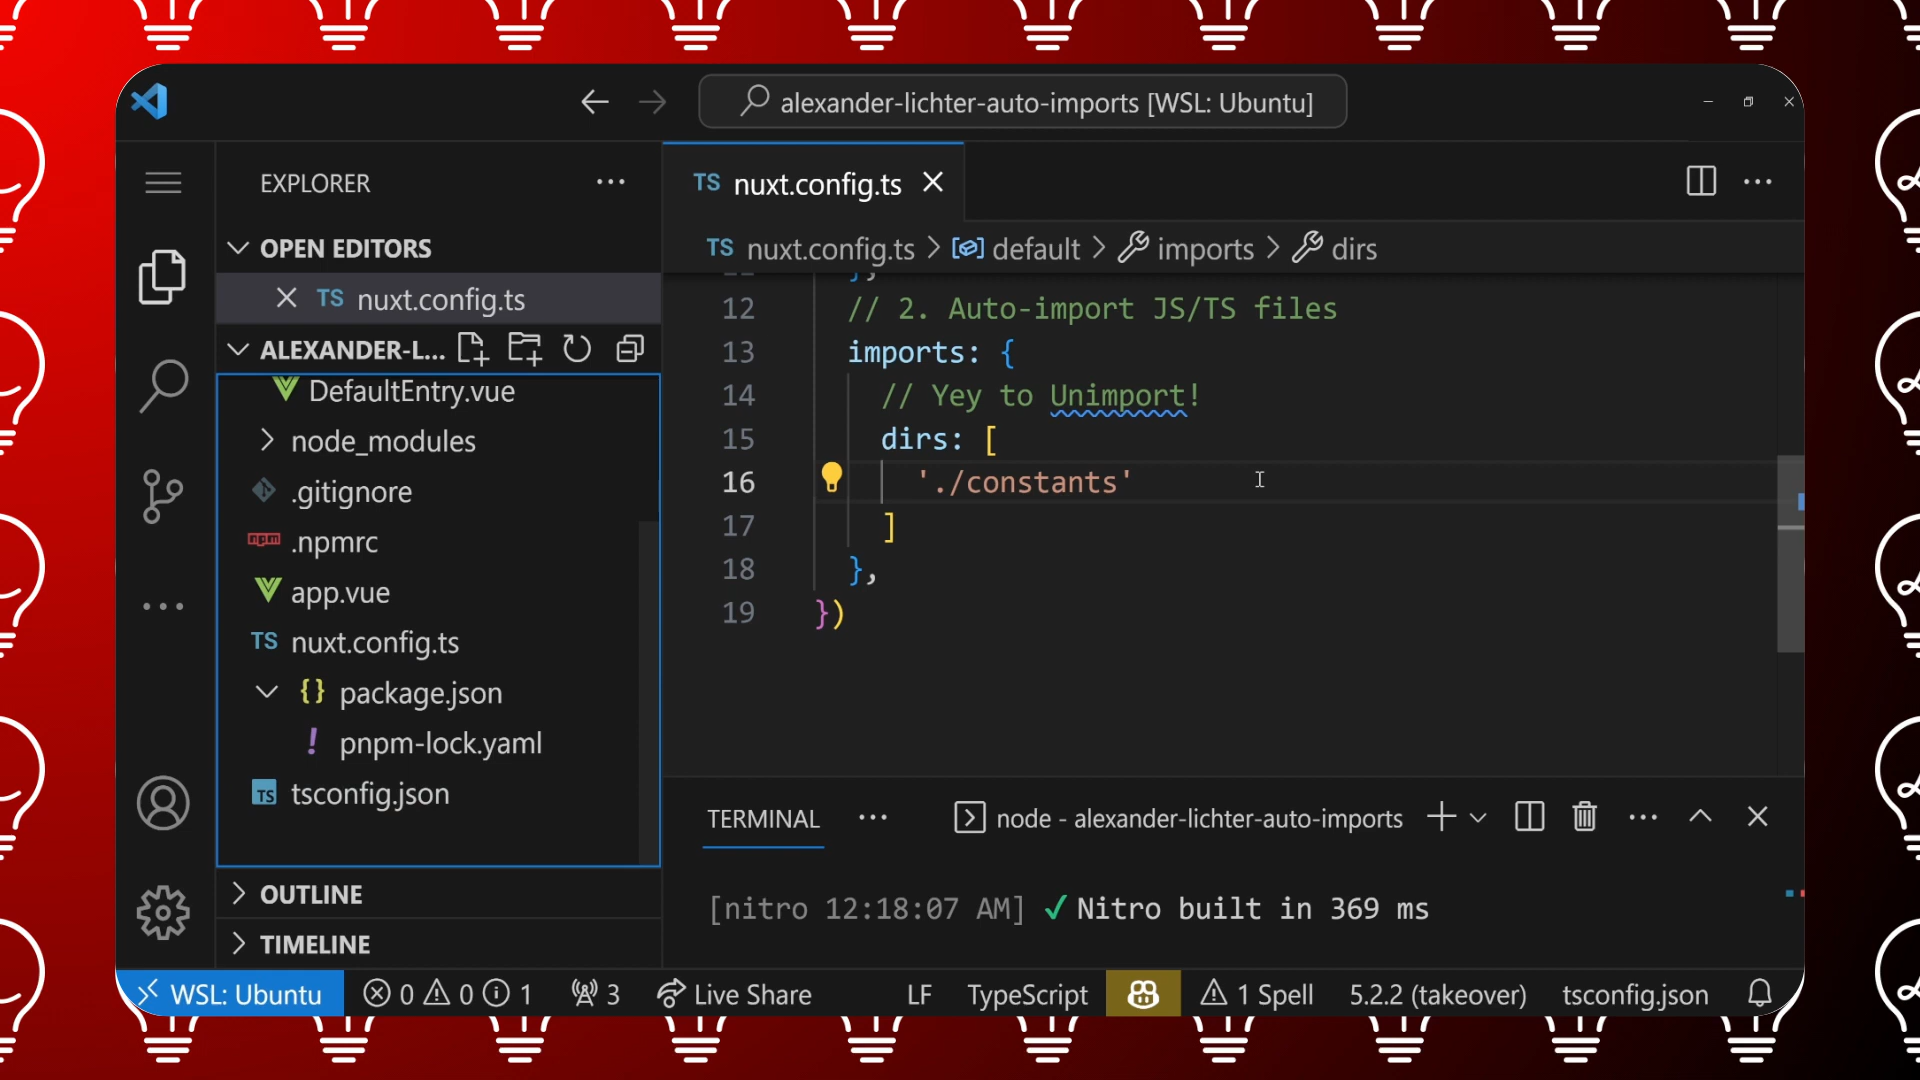 alexander-lichter-auto-imports [WSL: Ubuntu]
EXPLORER
OPEN EDITORS
TS nuxt.config.ts
ALEXANDER-L...
DefaultEntry.vue
node_modules
.gitignore
npm .npmrc
app.vue
TS nuxt.config.ts
{} package.json
! pnpm-lock.yaml
TS tsconfig.json
OUTLINE
TIMELINE
TS nuxt.config.ts
TS nuxt.config.ts > default > imports > dirs
12 // 2. Auto-import JS/TS files
13 imports: {
14 // Yey to Unimport!
15 dirs: [
16 './constants'
17 ]
18 },
19 })
TERMINAL
node - alexander-lichter-auto-imports
[nitro 12:18:07 AM] ✓ Nitro built in 369 ms
WSL: Ubuntu 0 0 1 3 Live Share LF TypeScript 1 Spell 5.2.2 (takeover) tsconfig.json